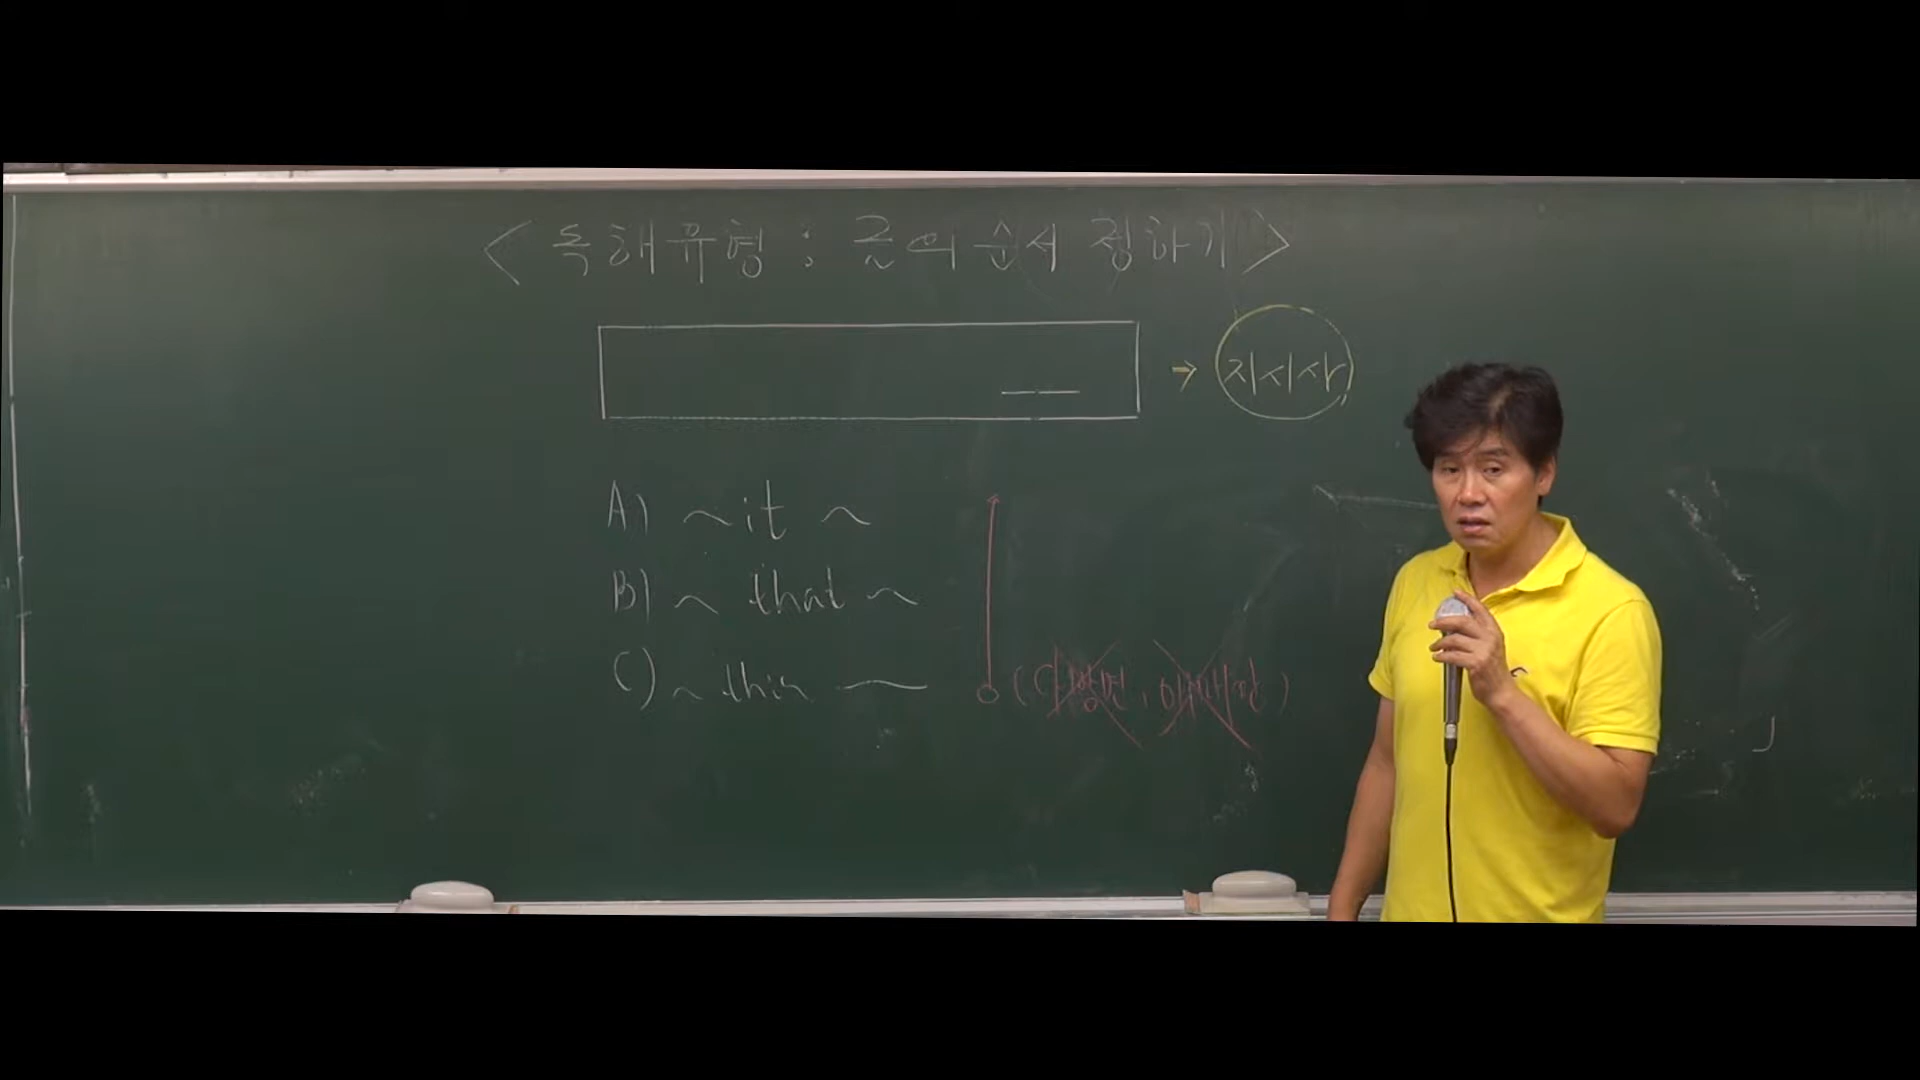 <독해유형 : 글의 순서 정하기>
→ 지시사
A) ~ it ~
B) ~ that ~
C) ~ this ~